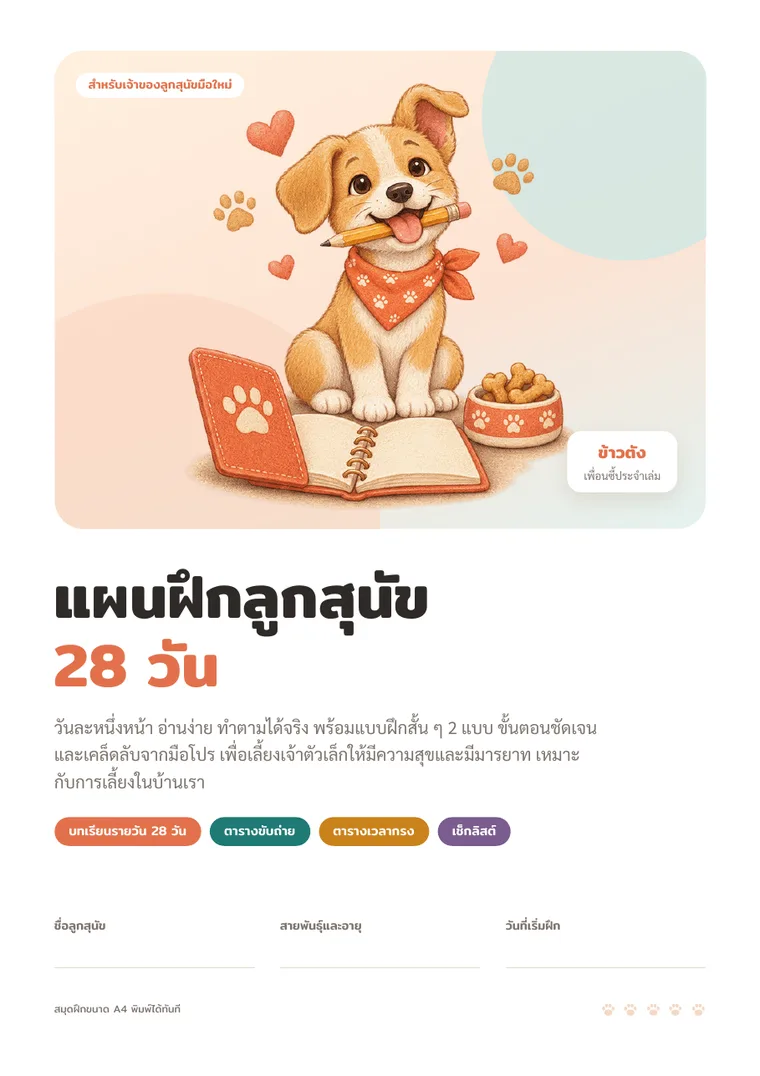 สำหรับเจ้าของลูกสุนัขมือใหม่
ข้าวตัง
เพื่อนซี้ประจำเล่ม
แผนฝึกลูกสุนัข
28 วัน
วันละหนึ่งหน้า อ่านง่าย ทำตามได้จริง พร้อมแบบฝึกสั้น ๆ 2 แบบ ขั้นตอนชัดเจน
และเคล็ดลับจากมือโปร เพื่อเลี้ยงเจ้าตัวเล็กให้มีความสุขและมีมารยาท เหมาะ
กับการเลี้ยงในบ้านเรา
บทเรียนรายวัน 28 วัน
ตารางขับถ่าย
ตารางเวลากรง
เช็กลิสต์
ชื่อลูกสุนัข
สายพันธุ์และอายุ
วันที่เริ่มฝึก
สมุดฝึกขนาด A4 พิมพ์ได้ทันที